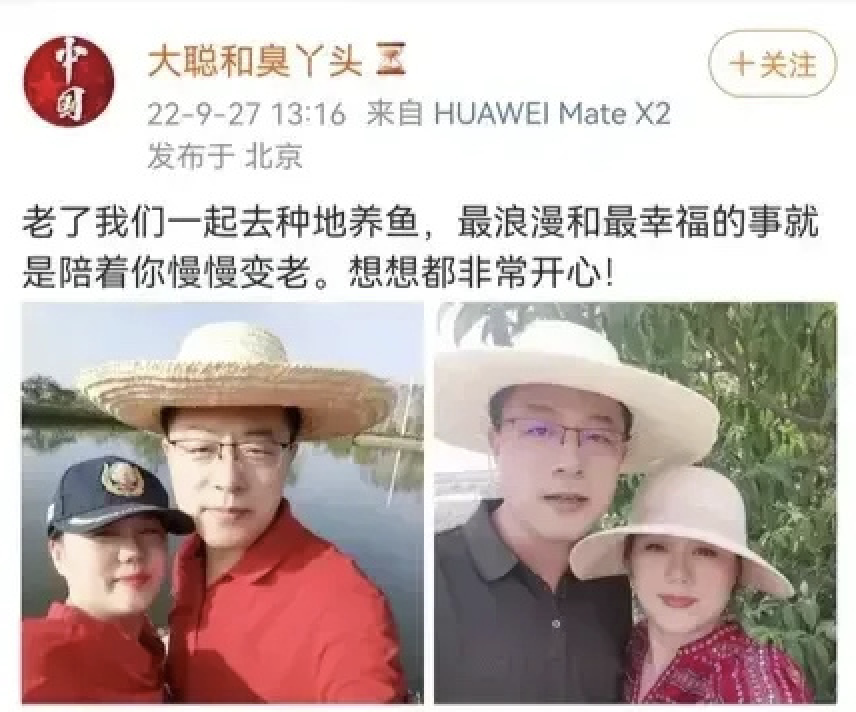 中国
大聪和臭丫头
+关注
22-9-27 13:16 来自 HUAWEI Mate X2
发布于 北京
老了我们一起去种地养鱼，最浪漫和最幸福的事就
是陪着你慢慢变老。想想都非常开心！